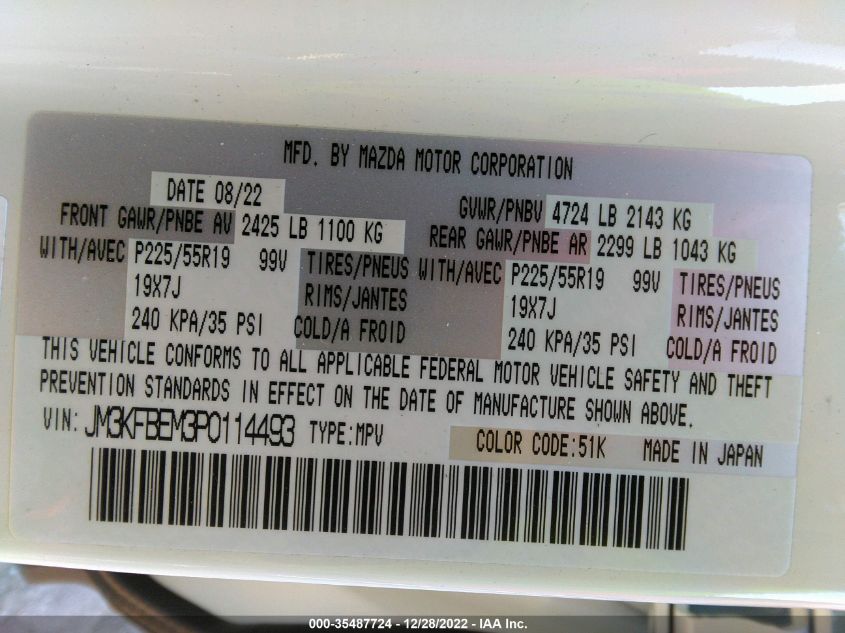 MFD. BY MAZDA MOTOR CORPORATION
DATE 08/22
GVWR/PNBV 4724 LB 2143 KG
FRONT GAWR/PNBE AV 2425 LB 1100 KG
REAR GAWR/PNBE AR 2299 LB 1043 KG
WITH/AVEC P225/55R19 99V TIRES/PNEUS WITH/AVEC P225/55R19 99V TIRES/PNEUS
19X7J RIMS/JANTES 19X7J RIMS/JANTES
240 KPA/35 PSI COLD/A FROID 240 KPA/35 PSI COLD/A FROID
THIS VEHICLE CONFORMS TO ALL APPLICABLE FEDERAL MOTOR VEHICLE SAFETY AND THEFT
PREVENTION STANDARDS IN EFFECT ON THE DATE OF MANUFACTURE SHOWN ABOVE.
VIN: JM3KFBEM3P0114493 TYPE:MPV COLOR CODE:51K MADE IN JAPAN
000-35487724 - 12/28/2022 - IAA Inc.